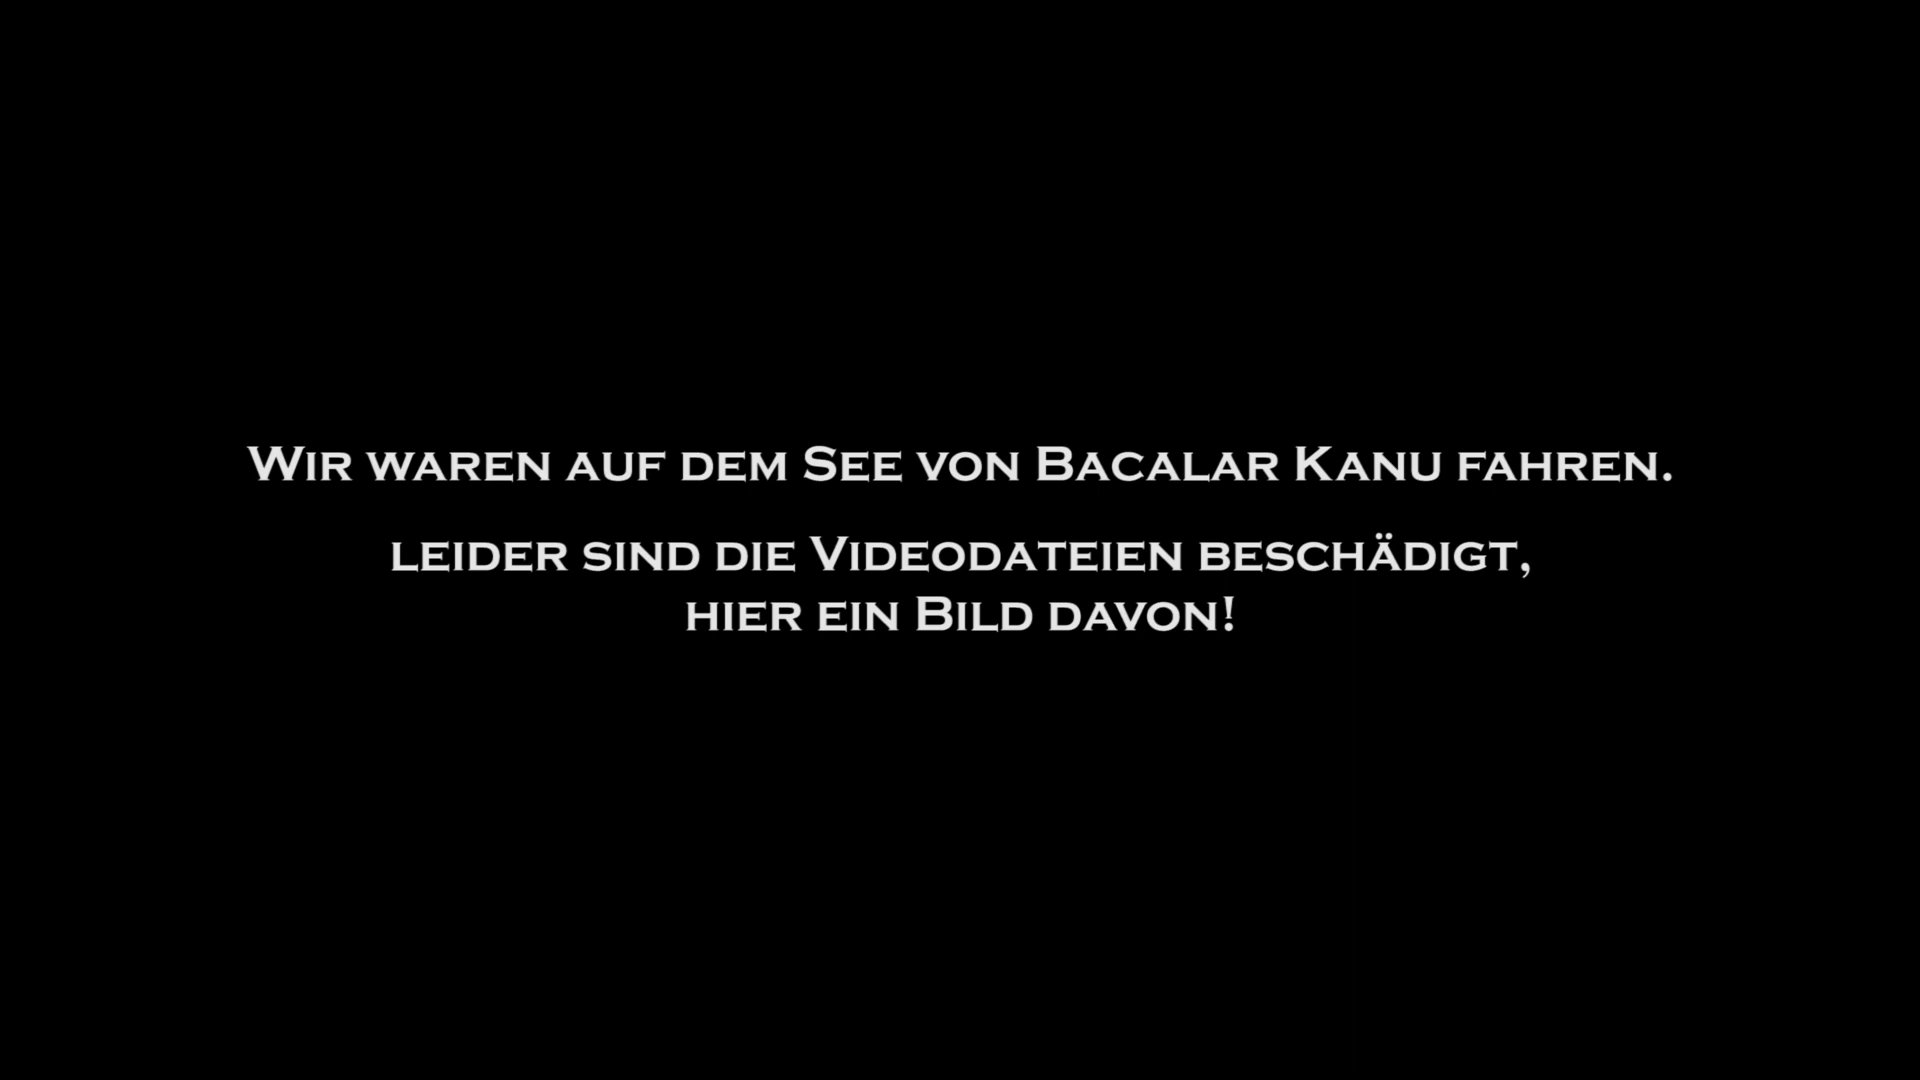 Wir waren auf dem See von Bacalar Kanu fahren.
leider sind die Videodateien beschädigt,
hier ein Bild davon!